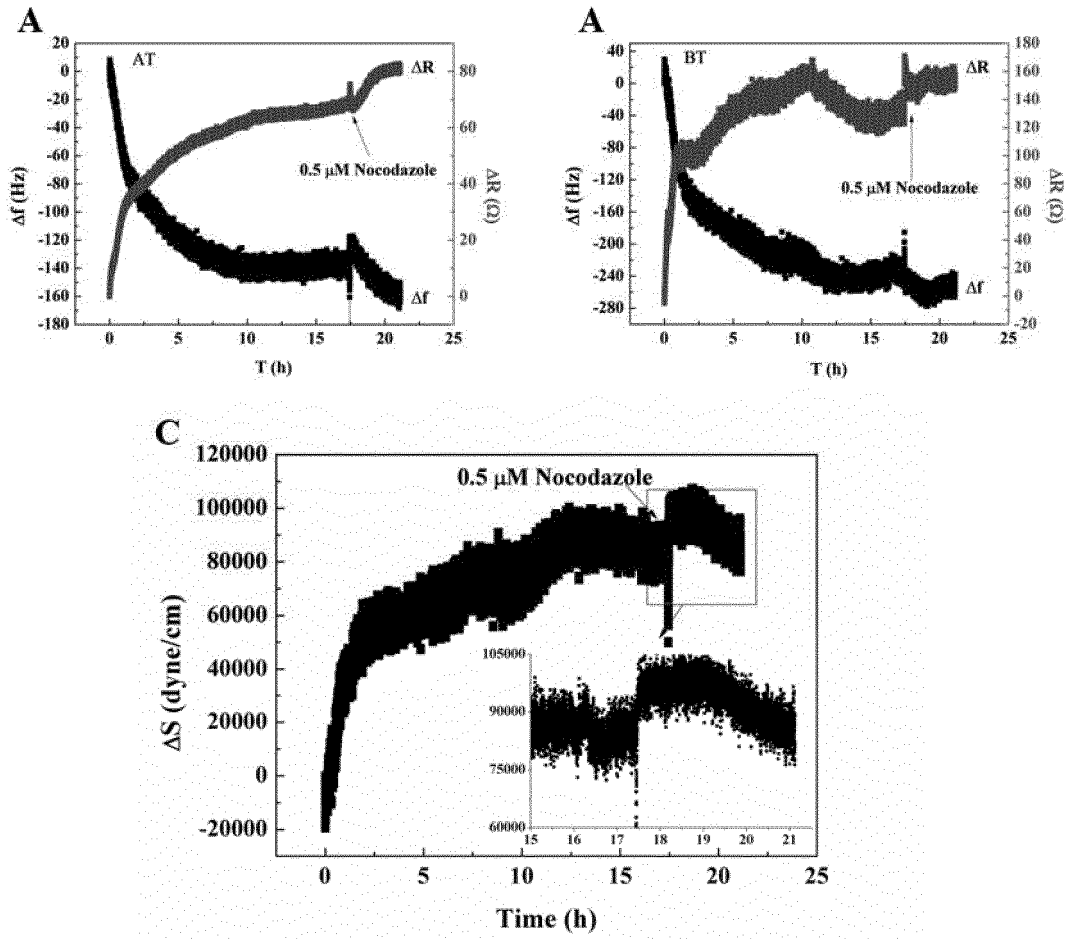 A
AT
20
0
-20
-40
-60
-80
-100
-120
-140
-160
-180
Δf (Hz)
80
60
40
20
0
ΔR (Ω)
ΔR
0.5 μM Nocodazole
Δf
0 5 10 15 20 25
T (h)
A
BT
40
0
-40
-80
-120
-160
-200
-240
-280
Δf (Hz)
180
160
140
120
100
80
60
40
20
0
-20
ΔR (Ω)
ΔR
0.5 μM Nocodazole
Δf
0 5 10 15 20 25
T (h)
C
120000
100000
80000
60000
40000
20000
0
-20000
ΔS (dyne/cm)
0.5 μM Nocodazole
105000
90000
75000
60000
15 16 17 18 19 20 21
0 5 10 15 20 25
Time (h)